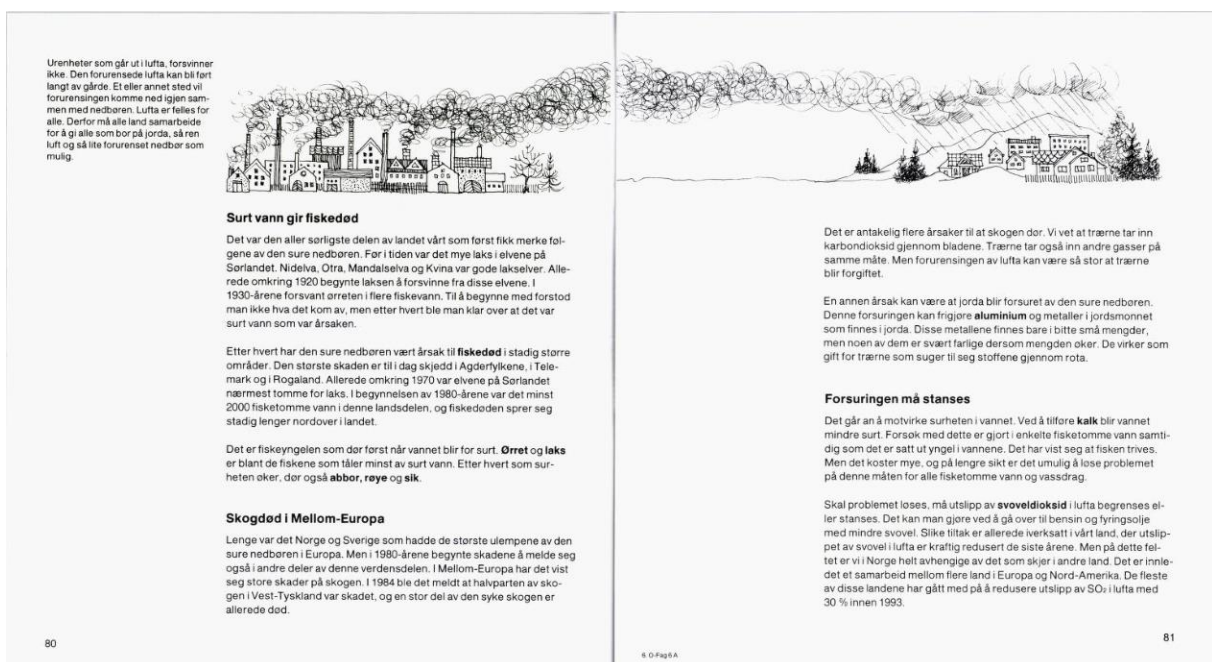 Urenheter som går ut i lufta, forsvinner
ikke. Den forurensede lufta kan bli ført
langt av gårde. Et eller annet sted vil
forurensingen komme ned igjen sam-
men med nedbøren. Lufta er felles for
alle. Derfor må alle land samarbeide
for å gi alle som bor på jorda, så ren
luft og så lite forurenset nedbør som
mulig.
Surt vann gir fiskedød
Det var den aller sørligste delen av landet vårt som først fikk merke føl-
gene av den sure nedbøren. Før i tiden var det mye laks i elvene på
Sørlandet. Nidelva, Otra, Mandalselva og Kvina var gode lakselver. Alle-
rede omkring 1920 begynte laksen å forsvinne fra disse elvene. I
1930-årene forsvant ørreten i flere fiskevann. Til å begynne med forstod
man ikke hva det kom av, men etter hvert ble man klar over at det var
surt vann som var årsaken.
Etter hvert har den sure nedbøren vært årsak til fiskedød i stadig større
områder. Den største skaden er til i dag skjedd i Agderfylkene, i Tele-
mark og i Rogaland. Allerede omkring 1970 var elvene på Sørlandet
nærmest tomme for laks. I begynnelsen av 1980-årene var det minst
2000 fisketomme vann i denne landsdelen, og fiskedøden sprer seg
stadig lenger nordover i landet.
Det er fiskeyngelen som dør først når vannet blir for surt. Ørret og laks
er blant de fiskene som tåler minst av surt vann. Etter hvert som sur-
heten øker, dør også abbor, røye og sik.
Skogdød i Mellom-Europa
Lenge var det Norge og Sverige som hadde de største ulempene av den
sure nedbøren i Europa. Men i 1980-årene begynte skadene å melde seg
også i andre deler av denne verdensdelen. I Mellom-Europa har det vist
seg store skader på skogen. I 1984 ble det meldt at halvparten av sko-
gen i Vest-Tyskland var skadet, og en stor del av den syke skogen er
allerede død.
80
Det er antakelig flere årsaker til at skogen dør. Vi vet at trærne tar inn
karbondioksid gjennom bladene. Trærne tar også inn andre gasser på
samme måte. Men forurensingen av lufta kan være så stor at trærne
blir forgiftet.
En annen årsak kan være at jorda blir forsuret av den sure nedbøren.
Denne forsuringen kan frigjøre aluminium og metaller i jordsmonnet
som finnes i jorda. Disse metallene finnes bare i bitte små mengder,
men noen av dem er svært farlige dersom mengden øker. De virker som
gift for trærne som suger til seg stoffene gjennom rota.
Forsuringen må stanses
Det går an å motvirke surheten i vannet. Ved å tilføre kalk blir vannet
mindre surt. Forsøk med dette er gjort i enkelte fisketomme vann samti-
dig som det er satt ut yngel i vannene. Det har vist seg at fisken trives.
Men det koster mye, og på lengre sikt er det umulig å løse problemet
på denne måten for alle fisketomme vann og vassdrag.
Skal problemet løses, må utslipp av svoveldioksid i lufta begrenses el-
ler stanses. Det kan man gjøre ved å gå over til bensin og fyringsolje
med mindre svovel. Slike tiltak er allerede iverksatt i vårt land, der utslip-
pet av svovel i lufta er kraftig redusert de siste årene. Men på dette fel-
tet er vi i Norge helt avhengige av det som skjer i andre land. Det er innle-
det et samarbeid mellom flere land i Europa og Nord-Amerika. De fleste
av disse landene har gått med på å redusere utslipp av SO₂ i lufta med
30 % innen 1993.
81
6. O-Fag 6 A